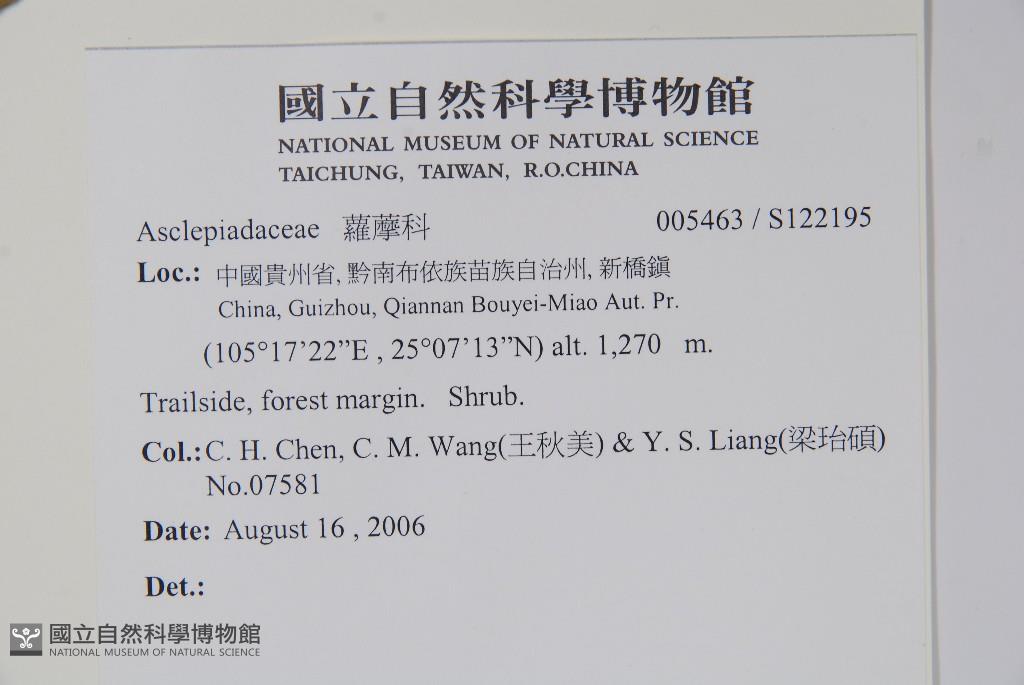 國立自然科學博物館
NATIONAL MUSEUM OF NATURAL SCIENCE
TAICHUNG, TAIWAN, R.O.CHINA
Asclepiadaceae 蘿藦科 005463 / S122195
Loc.: 中國貴州省, 黔南布依族苗族自治州, 新橋鎮
China, Guizhou, Qiannan Bouyei-Miao Aut. Pr.
(105°17’22”E , 25°07’13”N) alt. 1,270 m.
Trailside, forest margin. Shrub.
Col.: C. H. Chen, C. M. Wang(王秋美) & Y. S. Liang(梁珆碩)
No.07581
Date: August 16 , 2006
Det.:
國立自然科學博物館
NATIONAL MUSEUM OF NATURAL SCIENCE